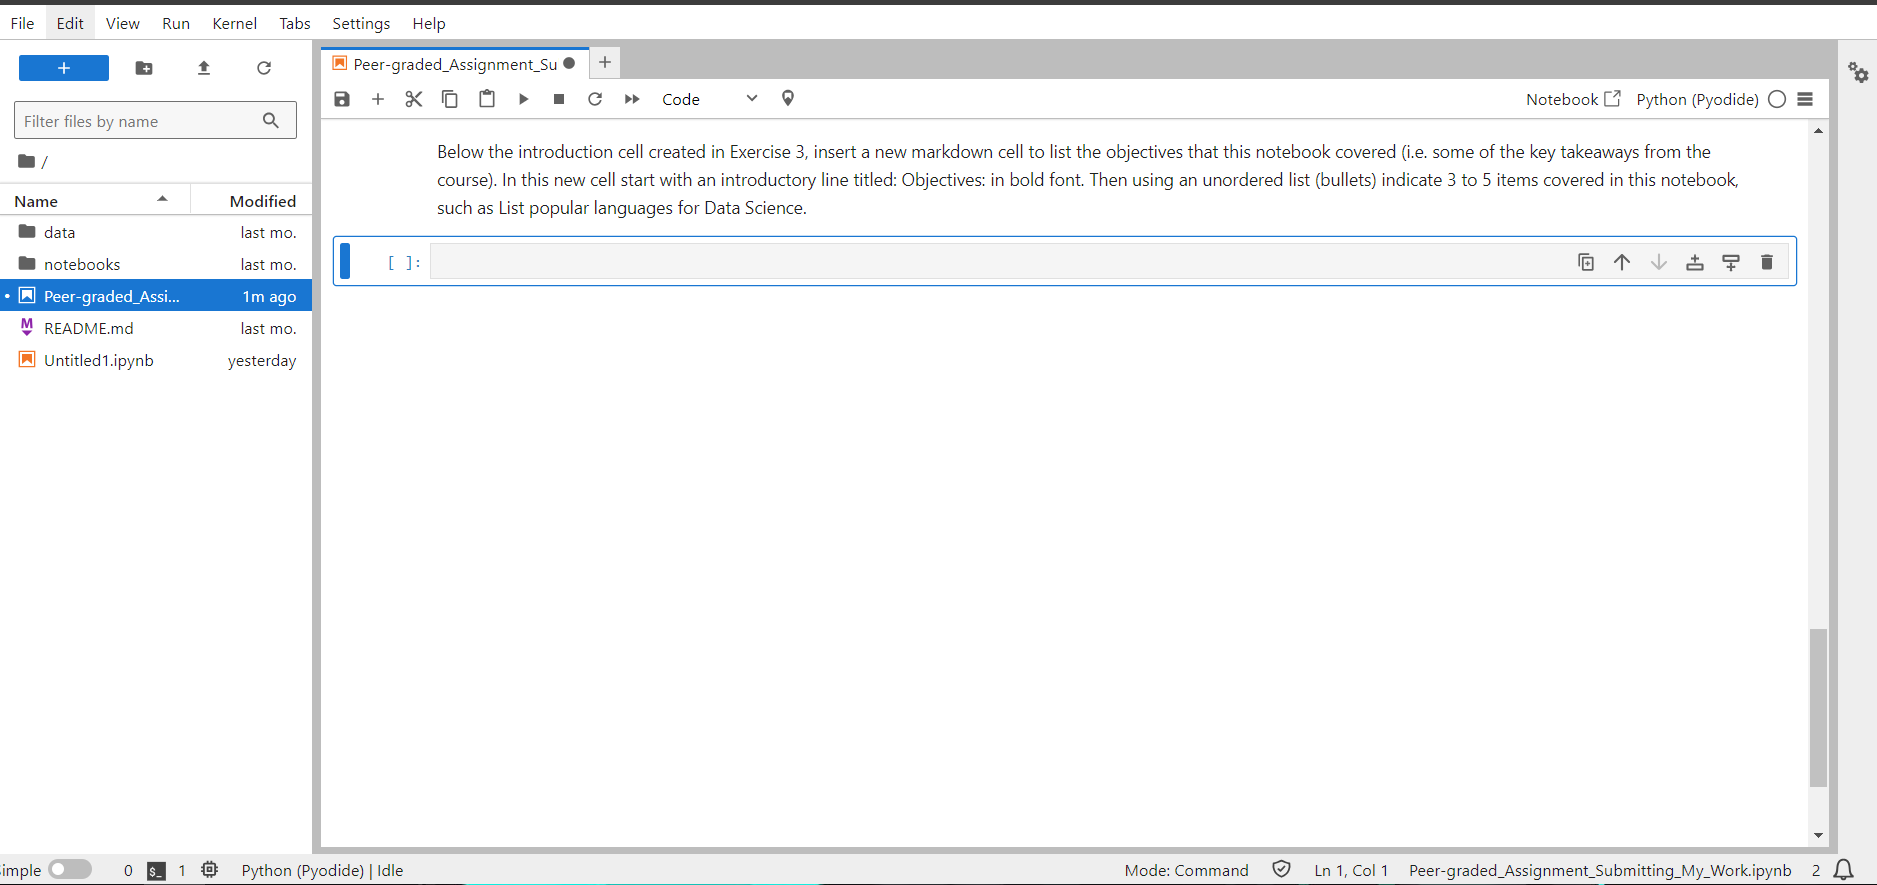 File Edit View Run Kernel Tabs Settings Help
Peer-graded_Assignment_Su
Filter files by name
Code
Notebook
Python (Pyodide)
/
Name Modified
data last mo.
notebooks last mo.
Peer-graded_Assi... 1m ago
README.md last mo.
Untitled1.ipynb yesterday
Below the introduction cell created in Exercise 3, insert a new markdown cell to list the objectives that this notebook covered (i.e. some of the key takeaways from the
course). In this new cell start with an introductory line titled: Objectives: in bold font. Then using an unordered list (bullets) indicate 3 to 5 items covered in this notebook,
such as List popular languages for Data Science.
[ ]:
imple 0 $_ 1 Python (Pyodide) | Idle Mode: Command Ln 1, Col 1 Peer-graded_Assignment_Submitting_My_Work.ipynb 2